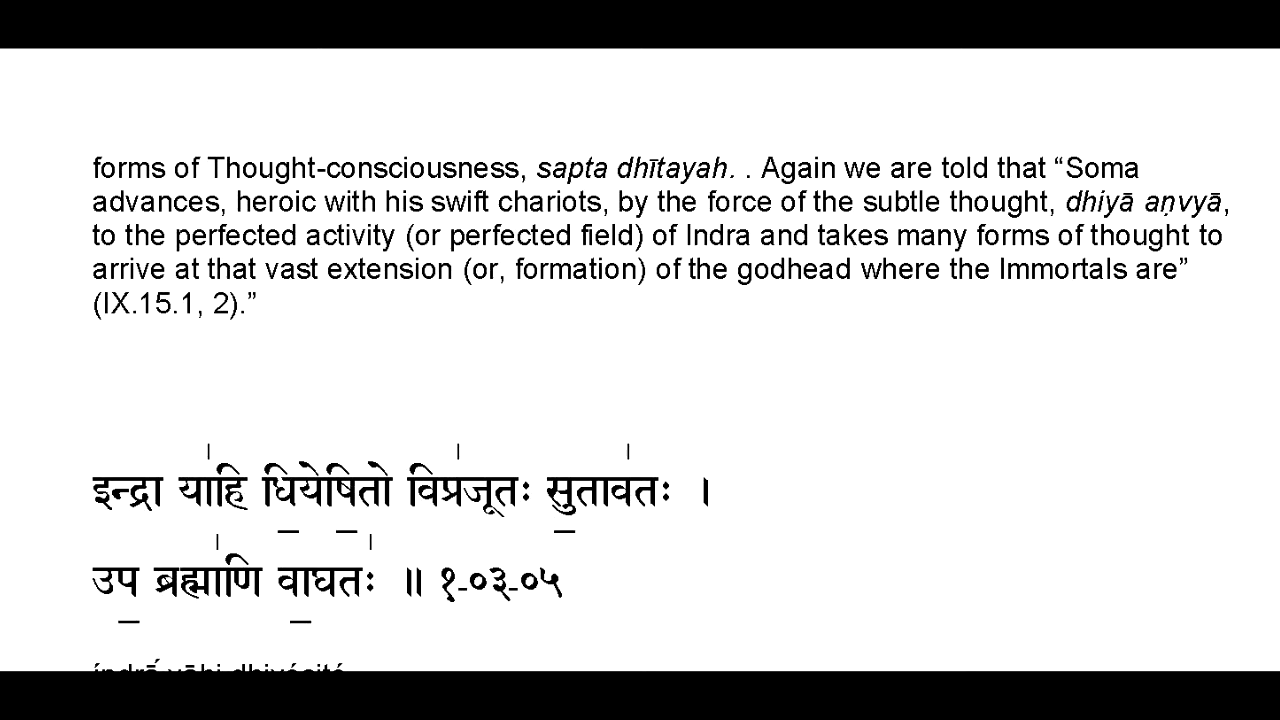 forms of Thought-consciousness, sapta dhītayah. . Again we are told that “Soma
advances, heroic with his swift chariots, by the force of the subtle thought, dhiyā aṇvyā,
to the perfected activity (or perfected field) of Indra and takes many forms of thought to
arrive at that vast extension (or, formation) of the godhead where the Immortals are”
(IX.15.1, 2).”
इन्द्रा या॑हि धि॒येषि॒तो विप्र॑जूतः सु॒ताव॑तः ।
उप॒ ब्रह्मा॑णि वा॒घतः॑ ॥ १-०३-०५